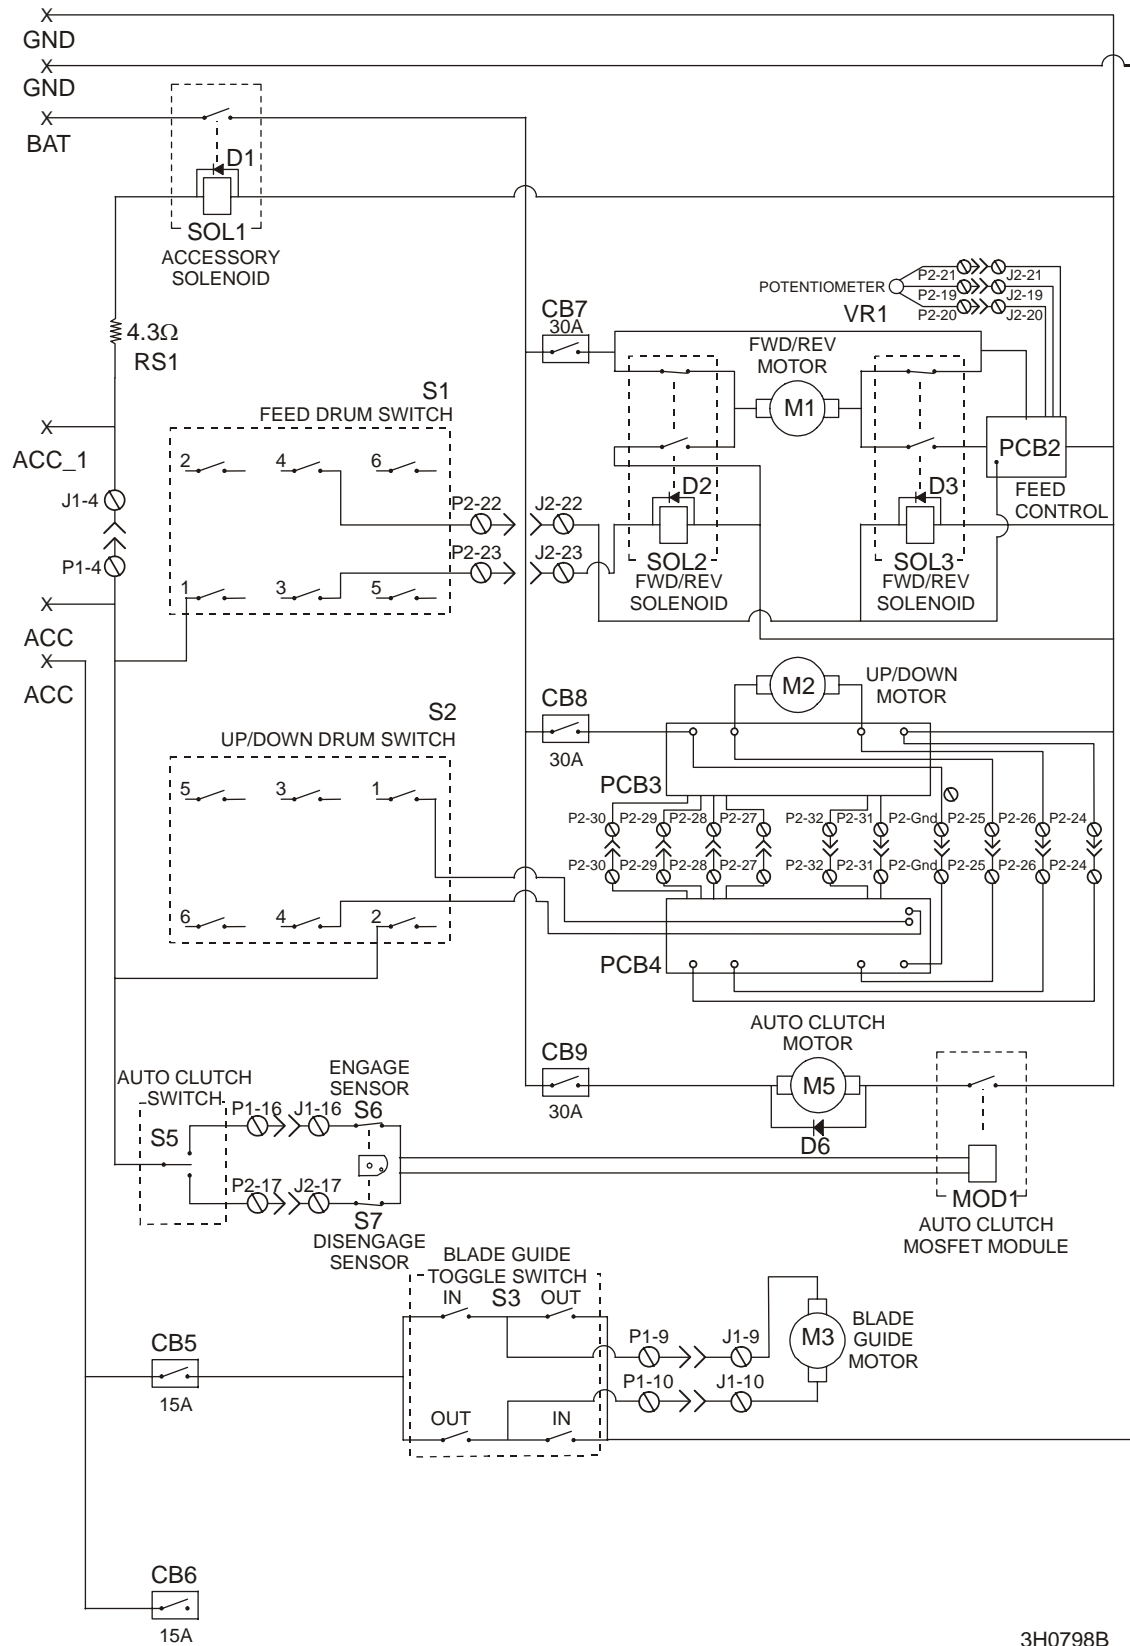 GND
GND
BAT
D1
SOL1
ACCESSORY
SOLENOID
4.3Ω
RS1
ACC_1
J1-4
P1-4
ACC
ACC
S1
FEED DRUM SWITCH
2 4 6
1 3 5
P2-22 J2-22
P2-23 J2-23
CB7
30A
POTENTIOMETER
VR1
P2-21 J2-21
P2-19 J2-19
P2-20 J2-20
FWD/REV
MOTOR
M1
PCB2
FEED
CONTROL
D2
SOL2
FWD/REV
SOLENOID
D3
SOL3
FWD/REV
SOLENOID
S2
UP/DOWN DRUM SWITCH
5 3 1
6 4 2
CB8
30A
M2
UP/DOWN
MOTOR
PCB3
P2-30 P2-29 P2-28 P2-27 P2-32 P2-31 P2-Gnd P2-25 P2-26 P2-24
P2-30 P2-29 P2-28 P2-27 P2-32 P2-31 P2-Gnd P2-25 P2-26 P2-24
PCB4
CB9
30A
AUTO CLUTCH
MOTOR
M5
D6
MOD1
AUTO CLUTCH
MOSFET MODULE
AUTO CLUTCH
SWITCH
S5
P1-16 J1-16
P2-17 J2-17
ENGAGE
SENSOR
S6
S7
DISENGAGE
SENSOR
BLADE GUIDE
TOGGLE SWITCH
IN S3 OUT
OUT IN
P1-9 J1-9
P1-10 J1-10
M3
BLADE
GUIDE
MOTOR
CB5
15A
CB6
15A
3H0798B
X
X
X
X
X
X